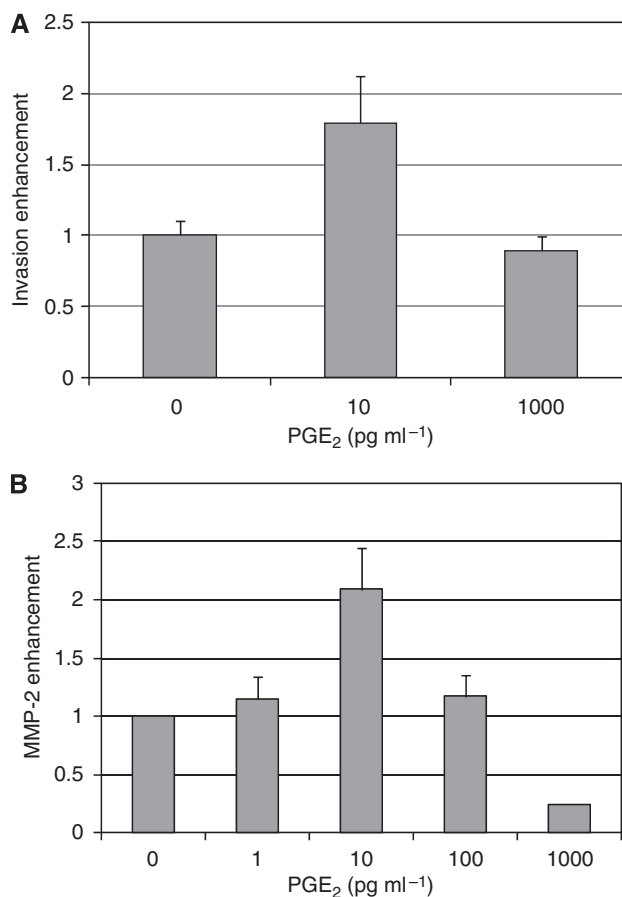 A
2.5
2
1.5
1
0.5
0
Invasion enhancement
0 10 1000
PGE₂ (pg ml⁻¹)
B
3
2.5
2
1.5
1
0.5
0
MMP-2 enhancement
0 1 10 100 1000
PGE₂ (pg ml⁻¹)